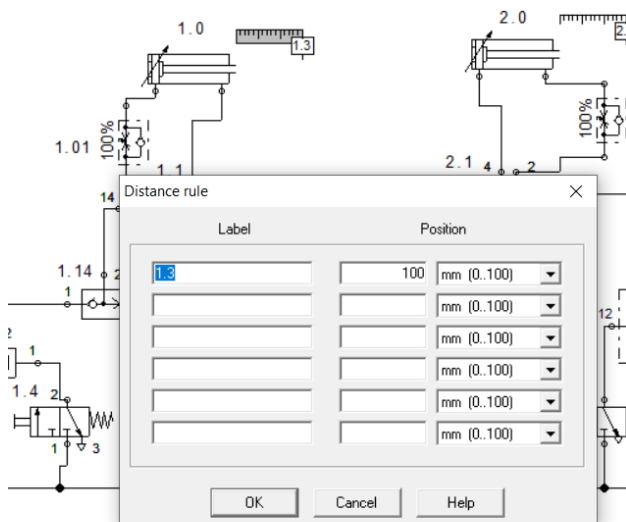 1.0
2.0
1.3
2.
1.01
100%
100%
1.1
2.1
4
2
Distance rule
Label
Position
14
1.3
100
mm (0..100)
mm (0..100)
mm (0..100)
mm (0..100)
mm (0..100)
mm (0..100)
1.14
2
1
12
2
1
1.4
2
1
3
OK
Cancel
Help